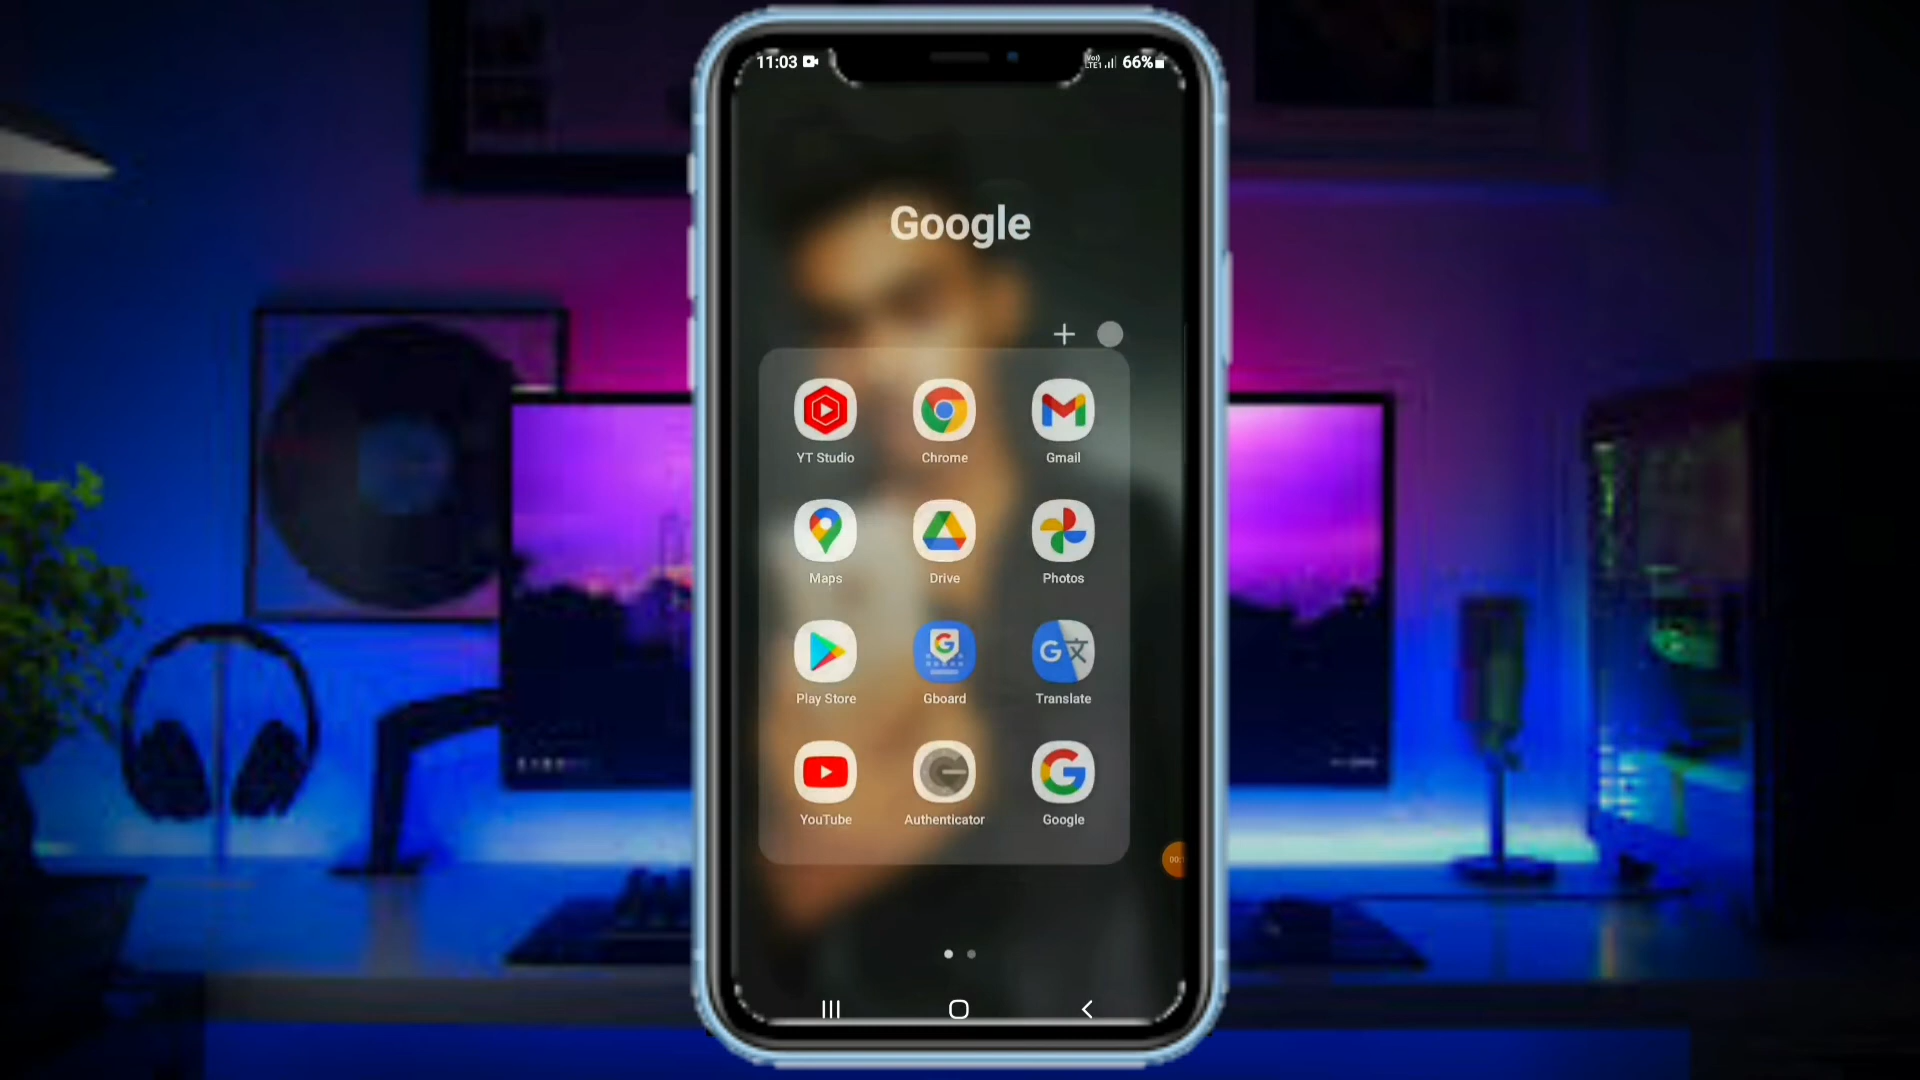 11:03
66%
Google
YT Studio
Chrome
Gmail
Maps
Drive
Photos
Play Store
Gboard
Translate
YouTube
Authenticator
Google